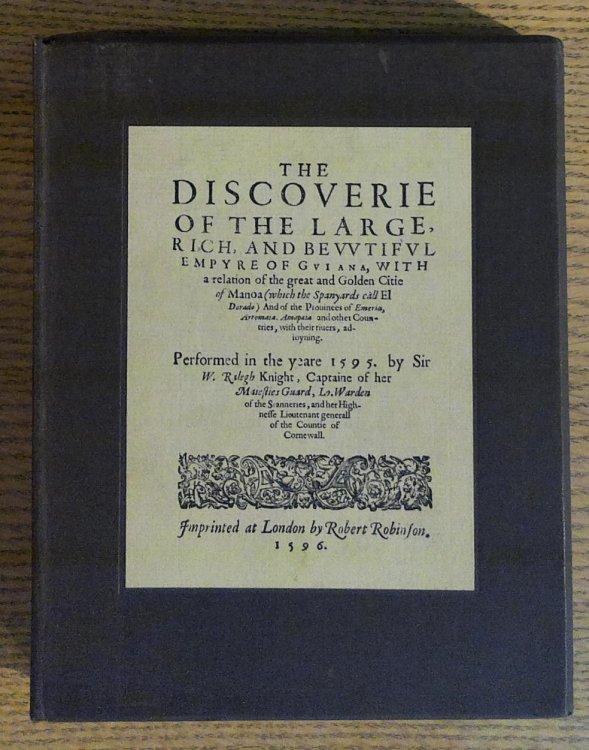 THE
DISCOVERIE
OF THE LARGE,
RICH, AND BEVVTIFVL
EMPYRE OF GVIANA, WITH
a relation of the great and Golden Citie
of Manoa (which the Spanyards call El
Dorado) And of the Prouinces of Emeria,
Arromaia, Amapaia and other Coun-
tries, with their riuers, ad-
ioyning.
Performed in the yeare 1595. by Sir
W. Ralegh Knight, Captaine of her
Maiesties Guard, Lo. Warden
of the Stanneries, and her High-
nesse Lieutenant generall
of the Countie of
Cornewall.
Imprinted at London by Robert Robinson.
1596.